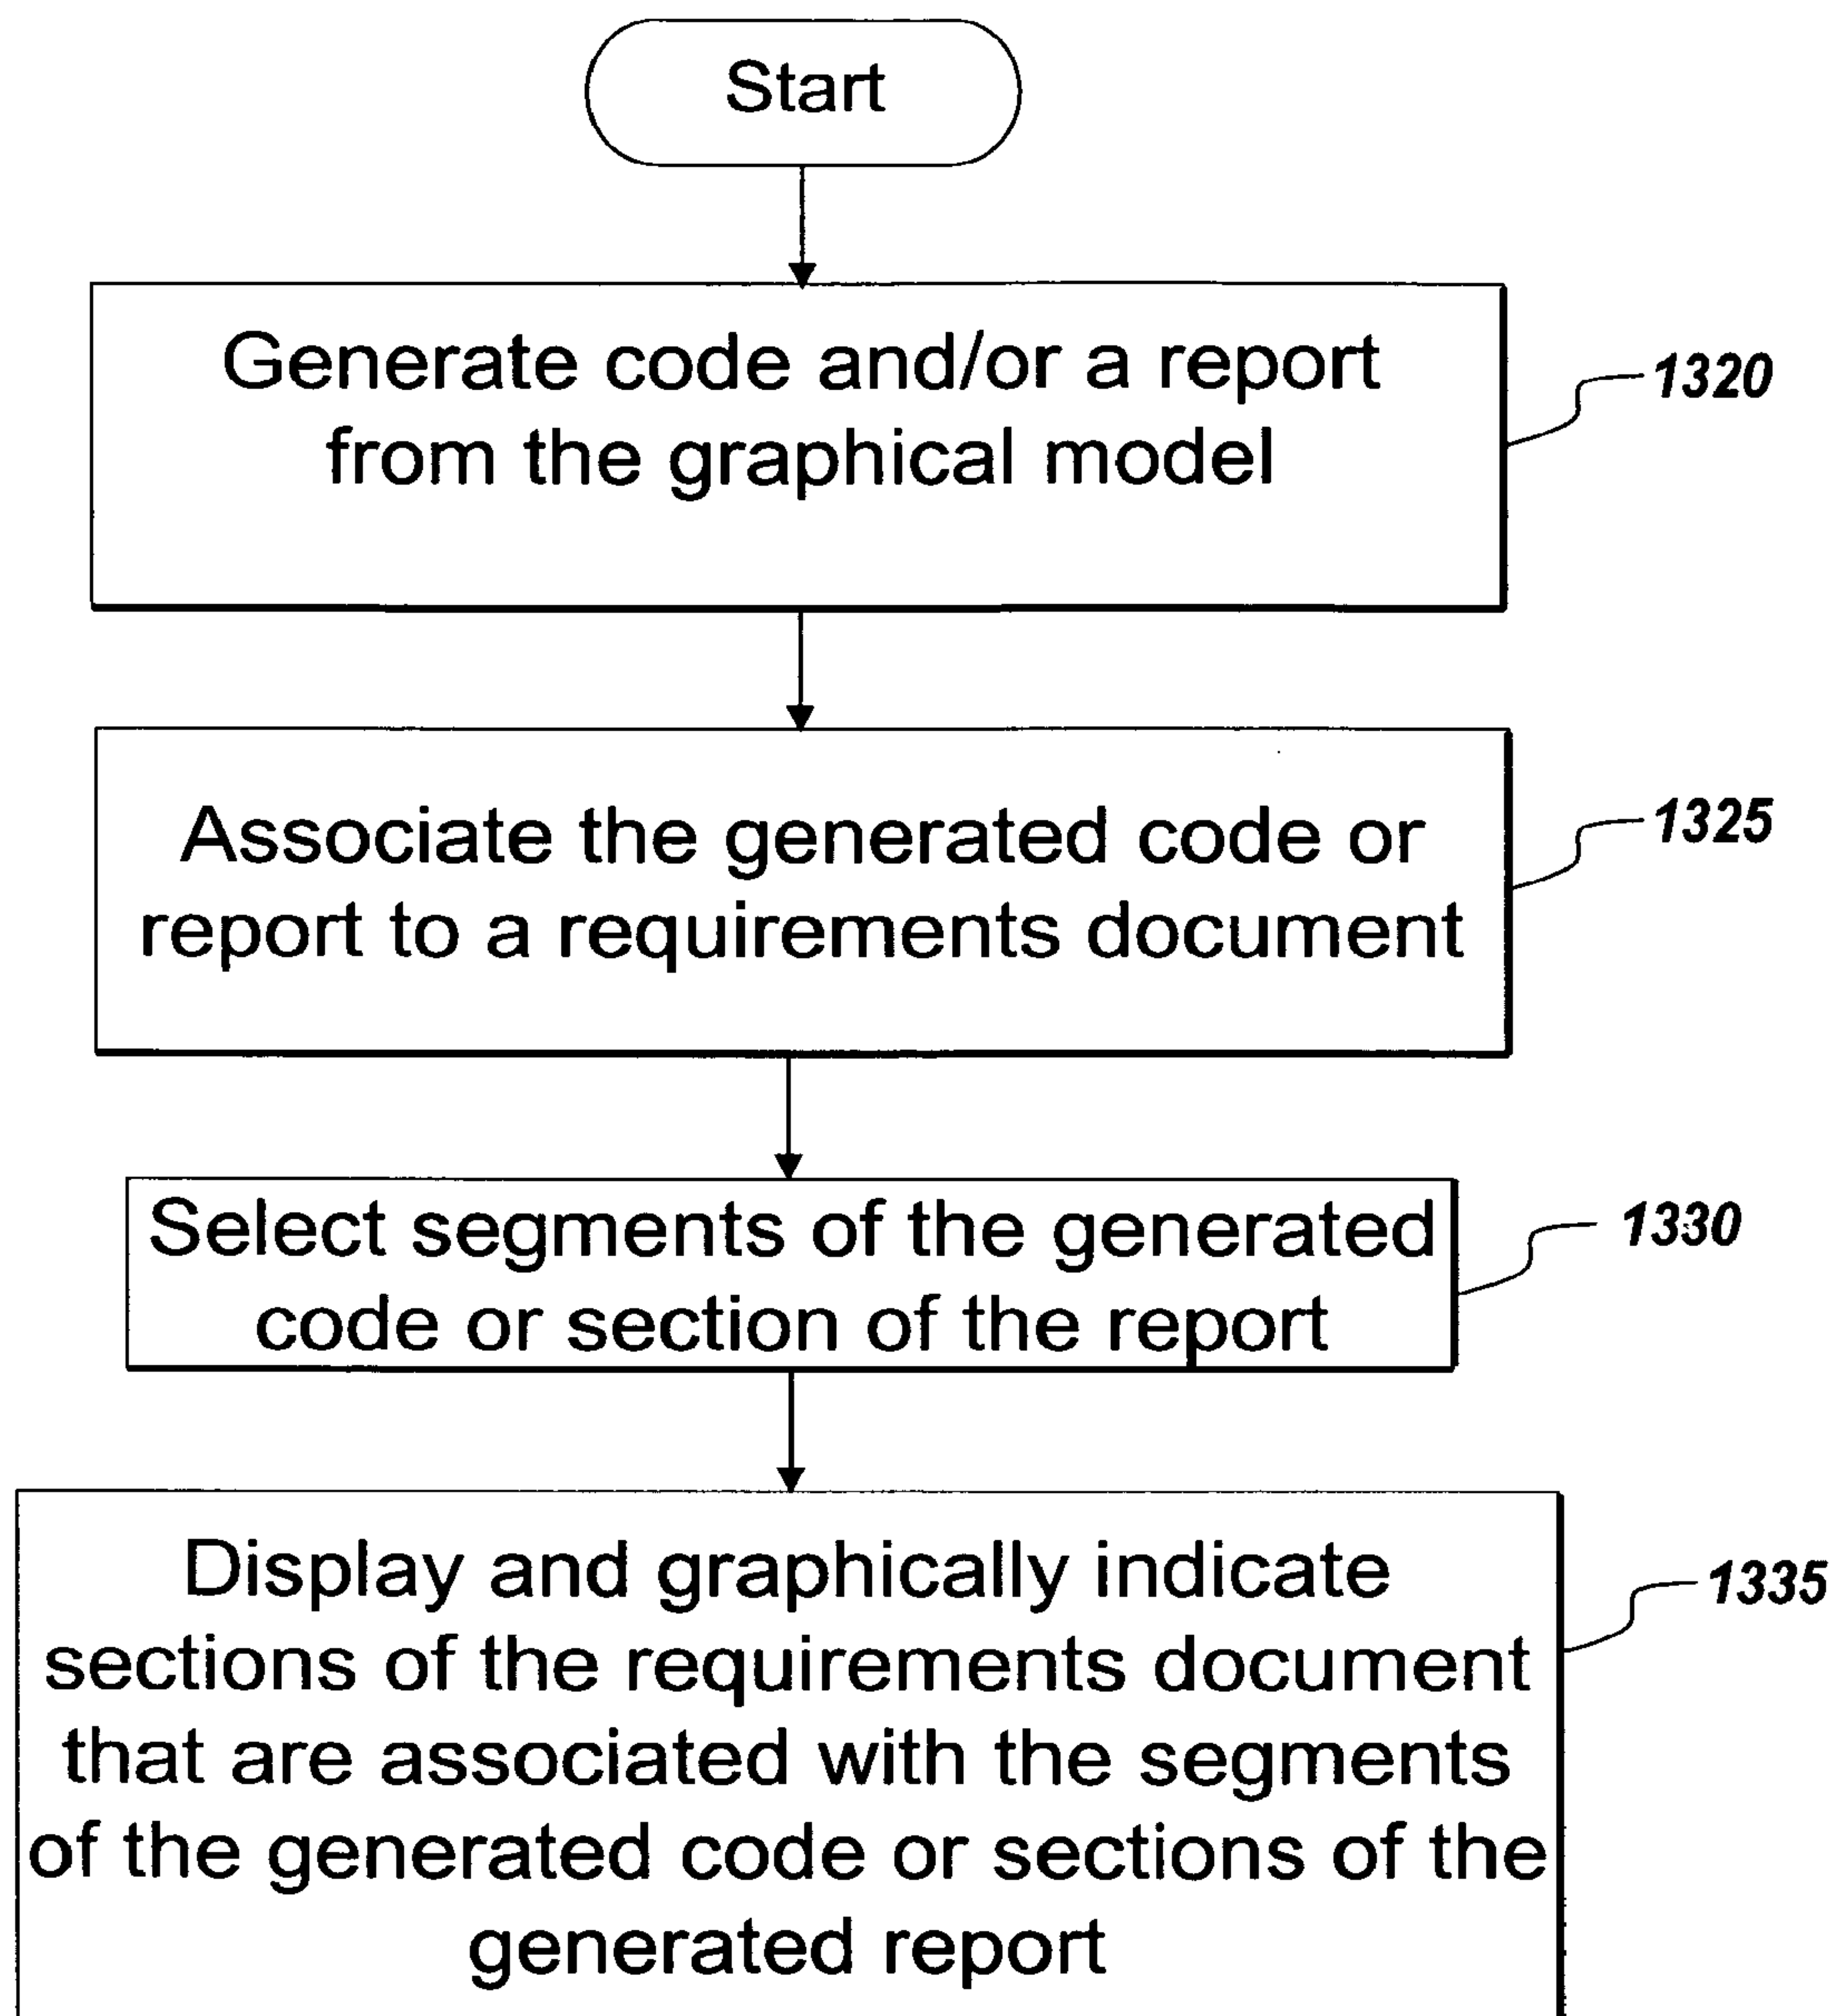 Start
Generate code and/or a report
from the graphical model
1320
Associate the generated code or
report to a requirements document
1325
Select segments of the generated
code or section of the report
1330
Display and graphically indicate
sections of the requirements document
that are associated with the segments
of the generated code or sections of the
generated report
1335